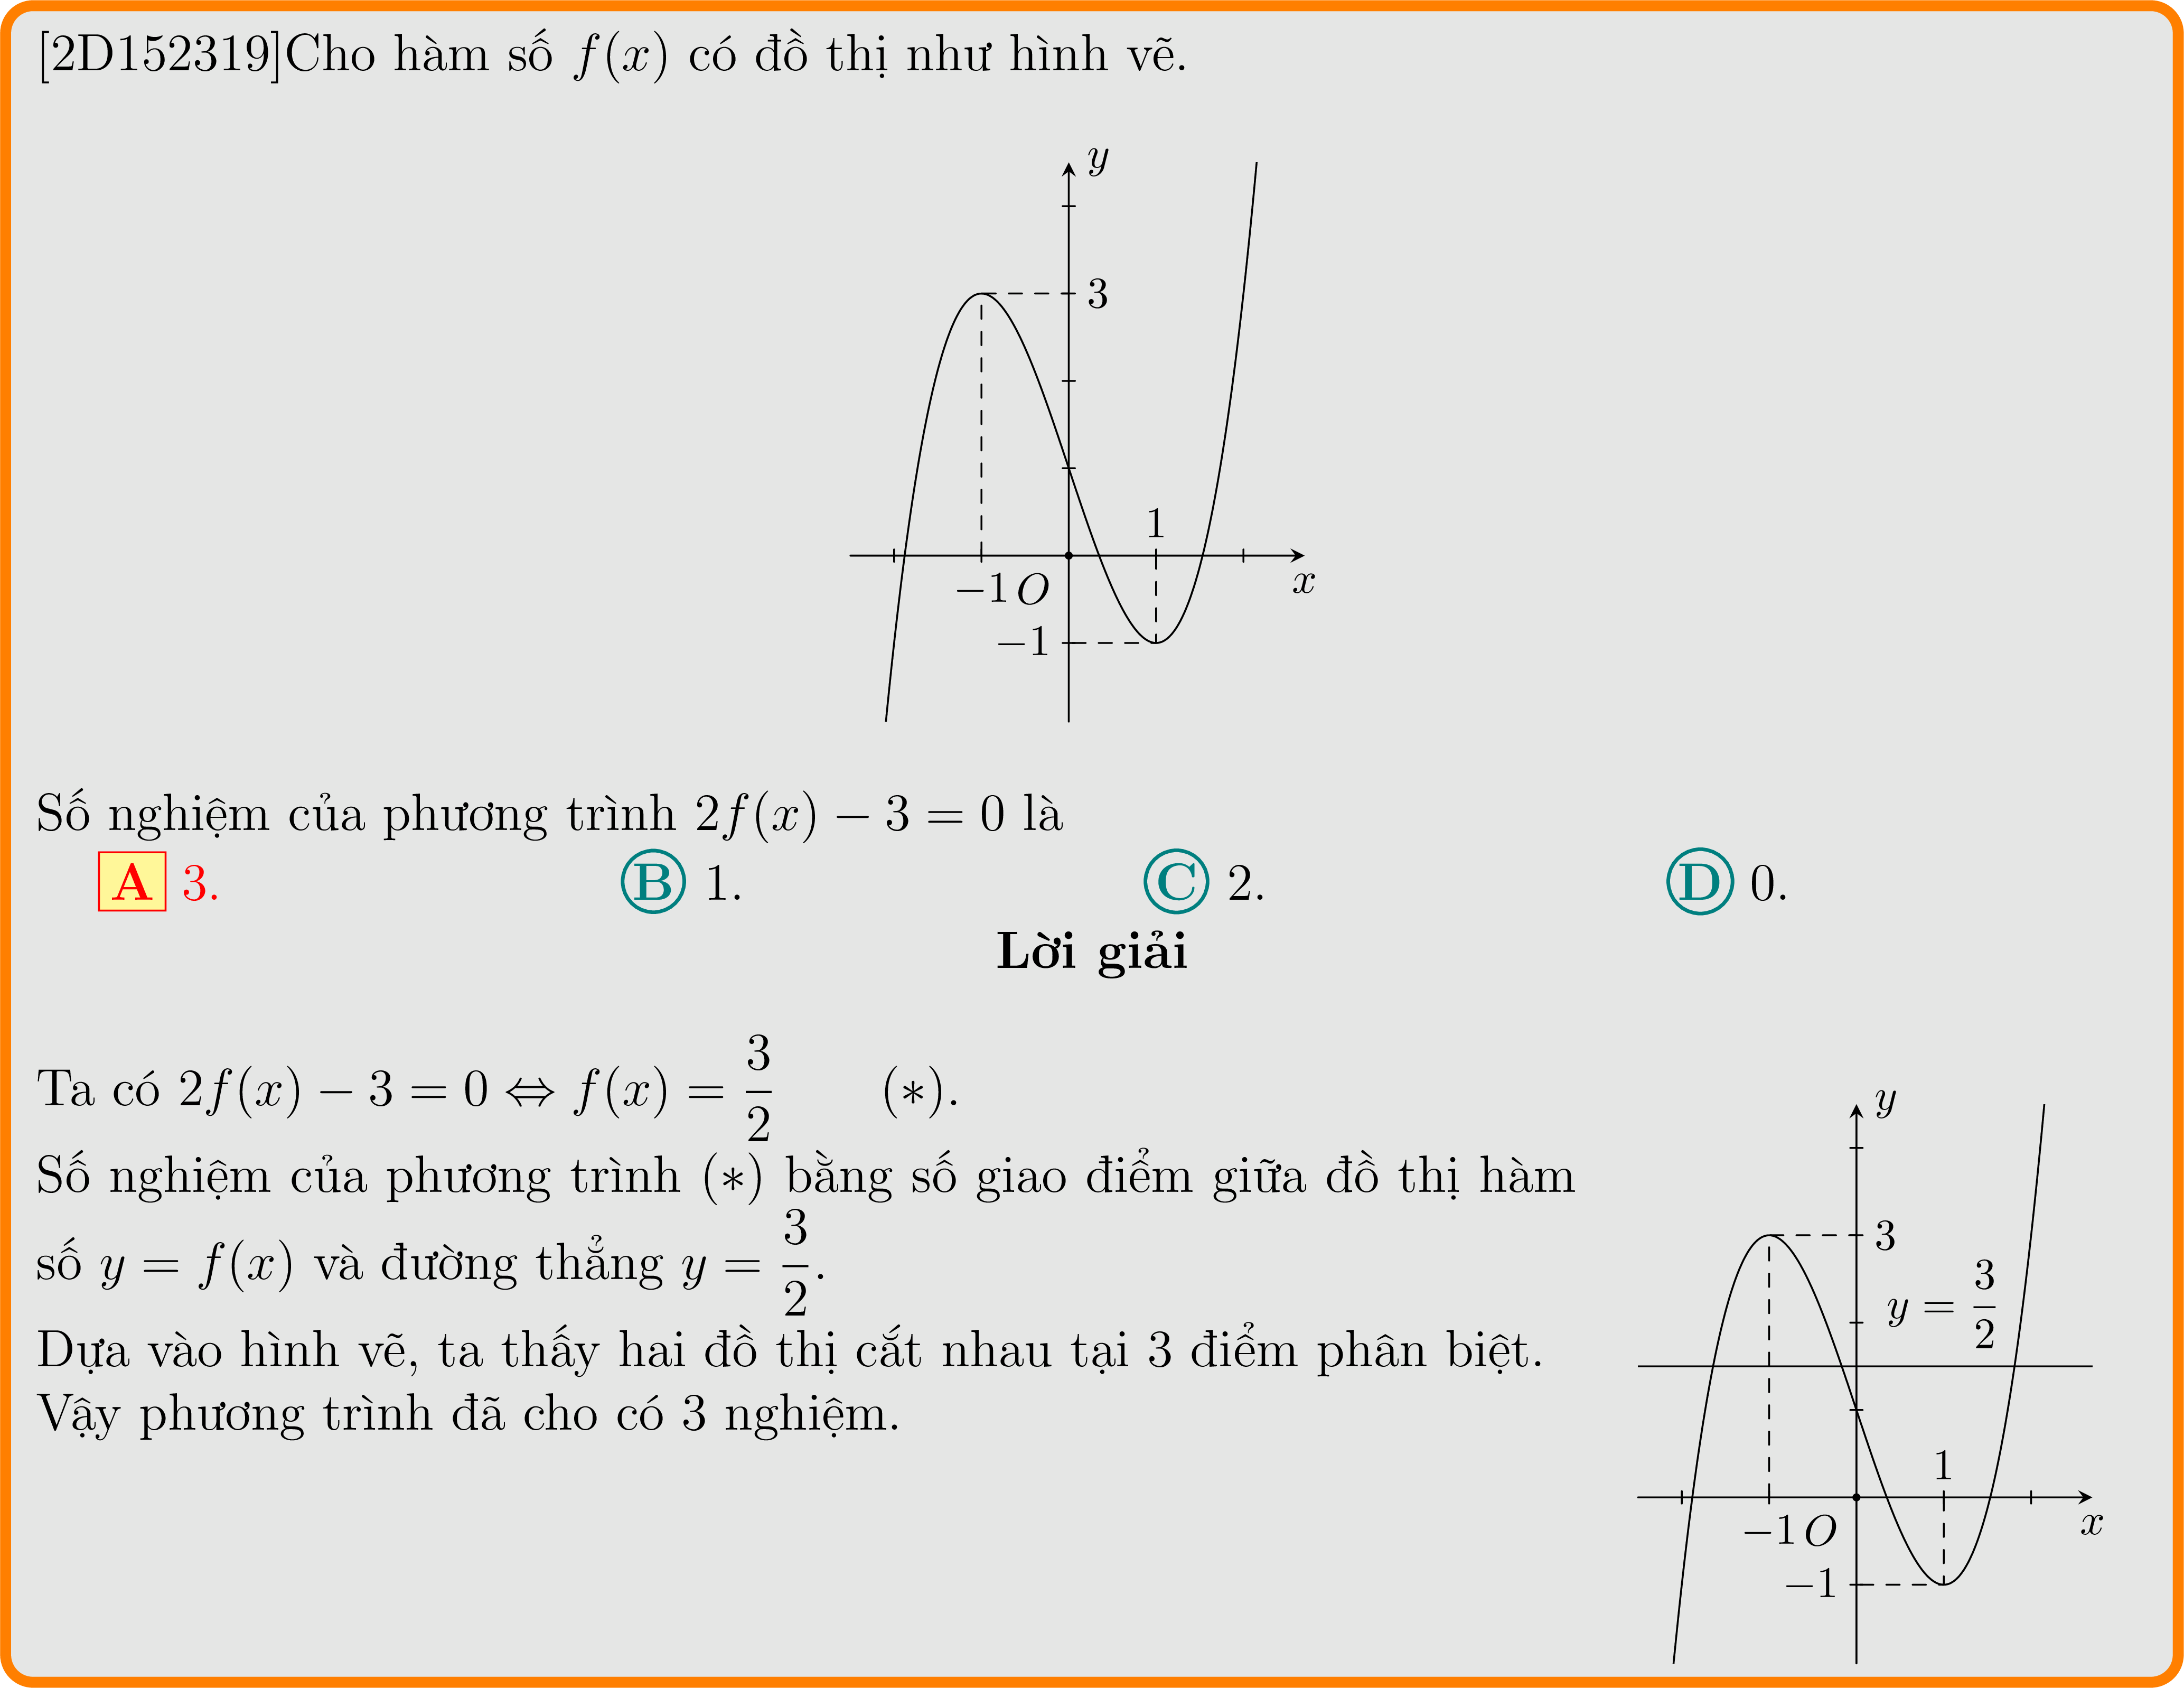 [2D152319]Cho hàm số f(x) có đồ thị như hình vẽ.
y
3
1
−1 O
x
−1
Số nghiệm của phương trình 2f(x) − 3 = 0 là
A 3. B 1. C 2. D 0.
Lời giải
Ta có 2f(x) − 3 = 0 ⇔ f(x) = 3/2 (∗).
Số nghiệm của phương trình (∗) bằng số giao điểm giữa đồ thị hàm
số y = f(x) và đường thẳng y = 3/2.
Dựa vào hình vẽ, ta thấy hai đồ thị cắt nhau tại 3 điểm phân biệt.
Vậy phương trình đã cho có 3 nghiệm.
y
3
y = 3/2
1
−1 O
x
−1